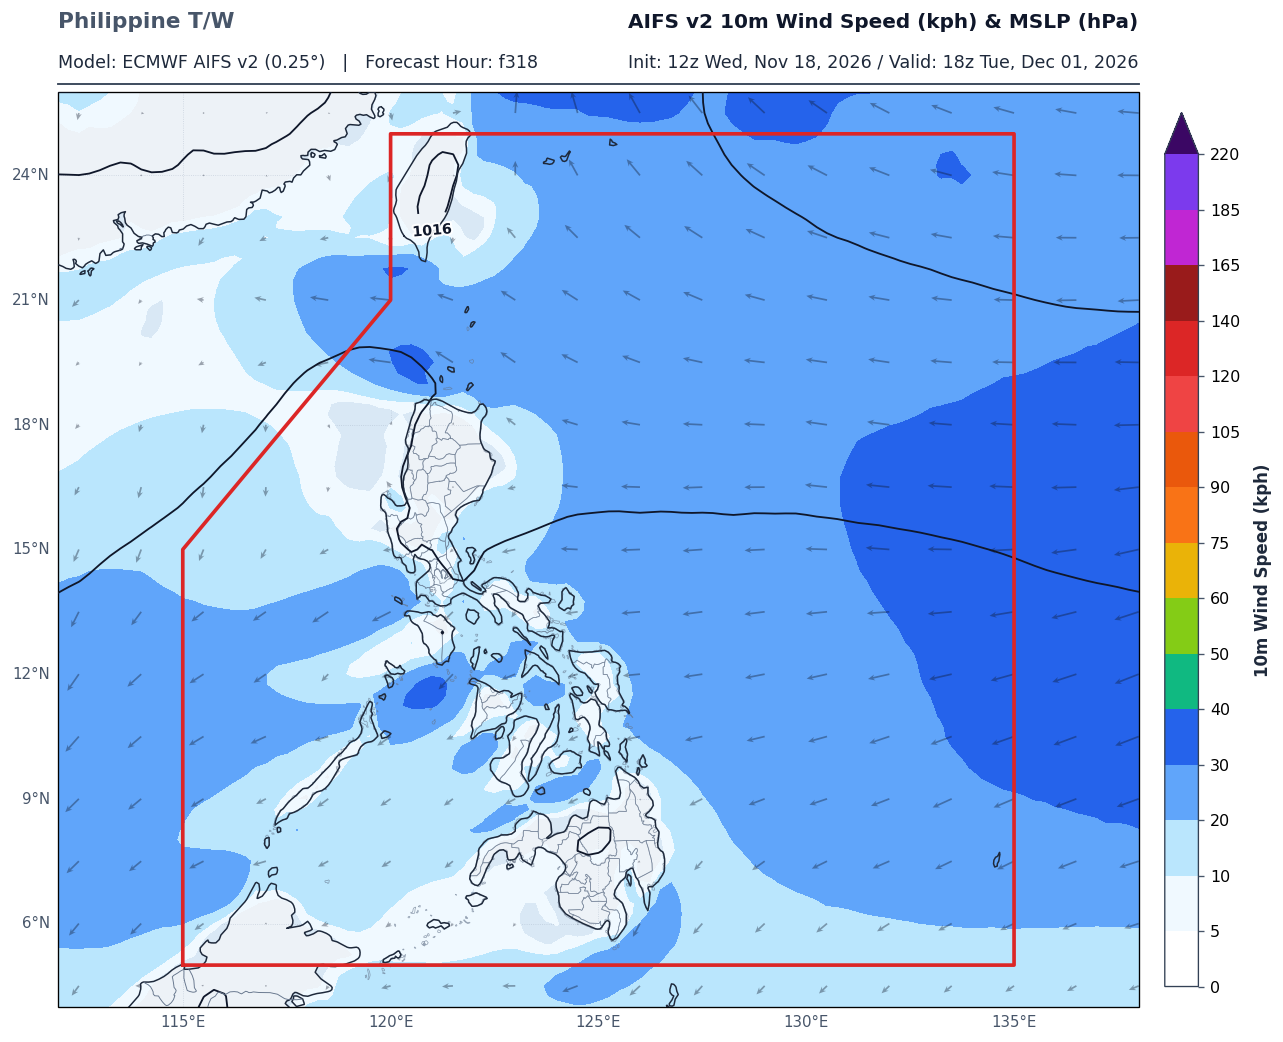 Philippine T/W
AIFS v2 10m Wind Speed (kph) & MSLP (hPa)
Model: ECMWF AIFS v2 (0.25°)   |   Forecast Hour: f318
Init: 12z Wed, Nov 18, 2026 / Valid: 18z Tue, Dec 01, 2026
24°N
21°N
18°N
15°N
12°N
9°N
6°N
115°E
120°E
125°E
130°E
135°E
1016
220
185
165
140
120
105
90
75
60
50
40
30
20
10
5
0
10m Wind Speed (kph)